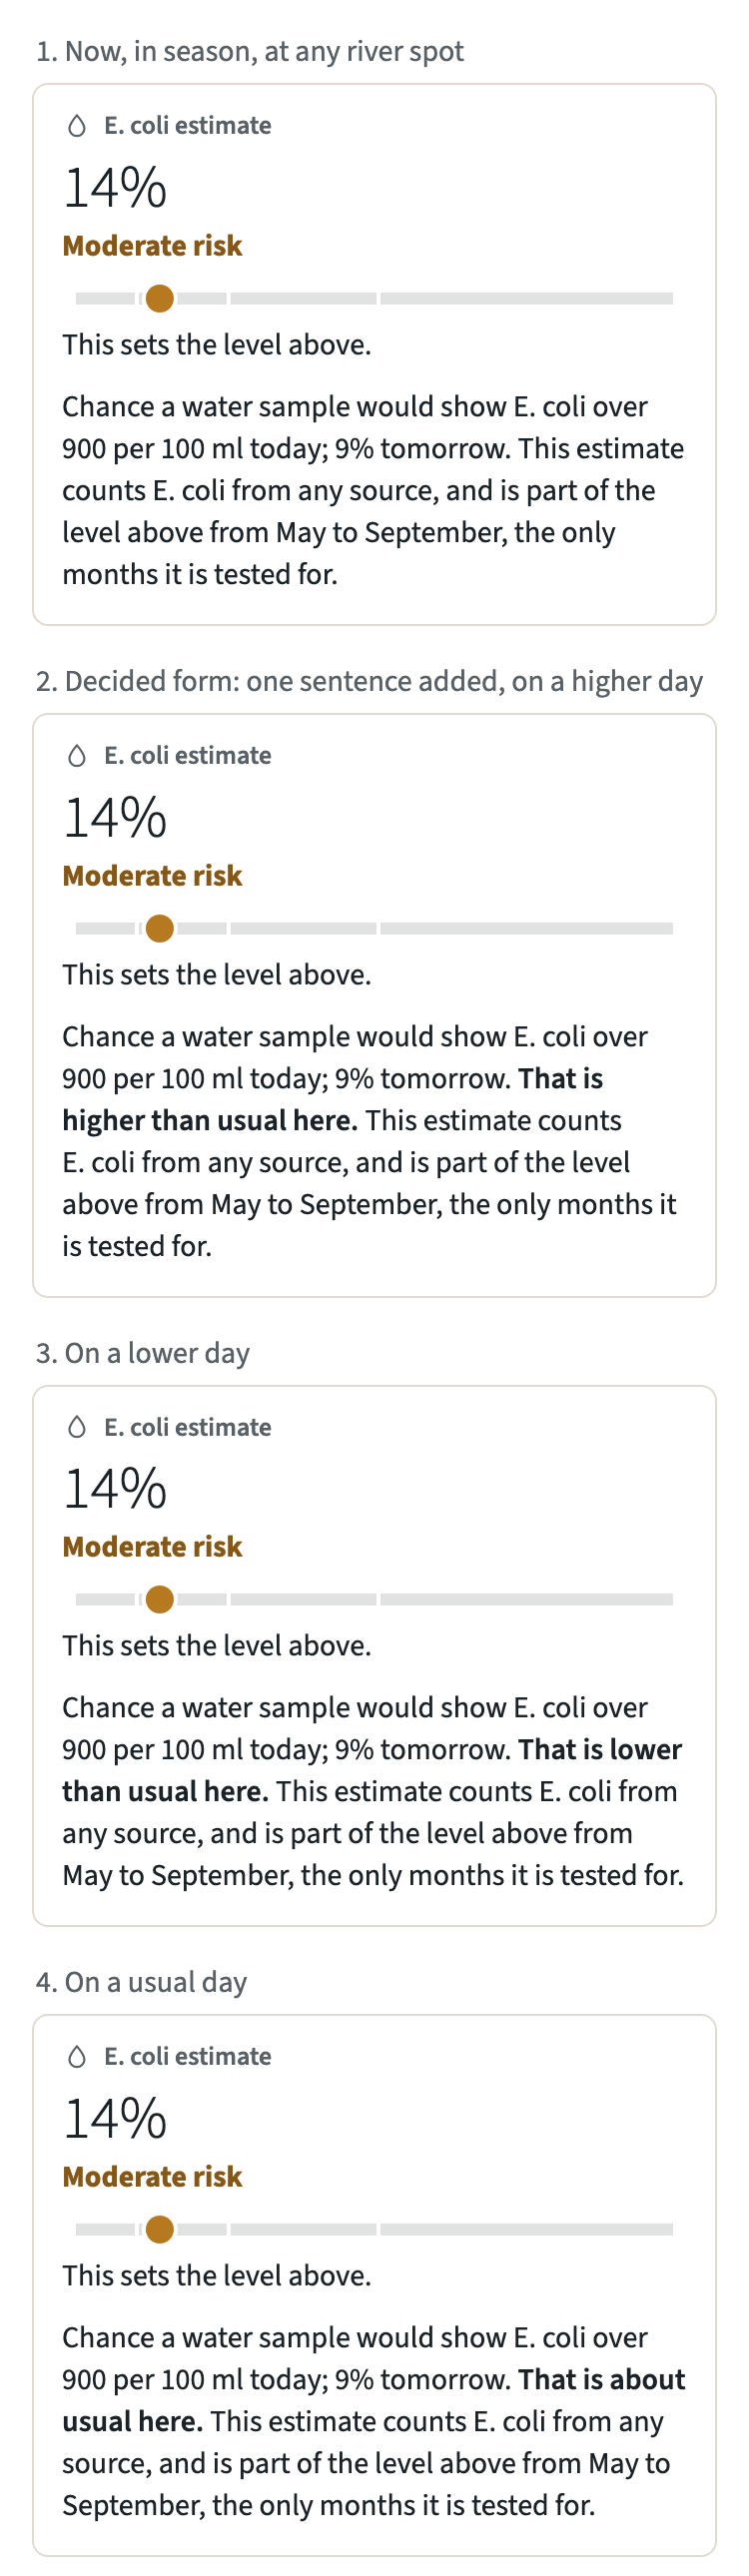 1. Now, in season, at any river spot
E. coli estimate
14%
Moderate risk
This sets the level above.
Chance a water sample would show E. coli over
900 per 100 ml today; 9% tomorrow. This estimate
counts E. coli from any source, and is part of the
level above from May to September, the only
months it is tested for.
2. Decided form: one sentence added, on a higher day
E. coli estimate
14%
Moderate risk
This sets the level above.
Chance a water sample would show E. coli over
900 per 100 ml today; 9% tomorrow. That is
higher than usual here. This estimate counts
E. coli from any source, and is part of the level
above from May to September, the only months it
is tested for.
3. On a lower day
E. coli estimate
14%
Moderate risk
This sets the level above.
Chance a water sample would show E. coli over
900 per 100 ml today; 9% tomorrow. That is lower
than usual here. This estimate counts E. coli from
any source, and is part of the level above from
May to September, the only months it is tested for.
4. On a usual day
E. coli estimate
14%
Moderate risk
This sets the level above.
Chance a water sample would show E. coli over
900 per 100 ml today; 9% tomorrow. That is about
usual here. This estimate counts E. coli from any
source, and is part of the level above from May to
September, the only months it is tested for.